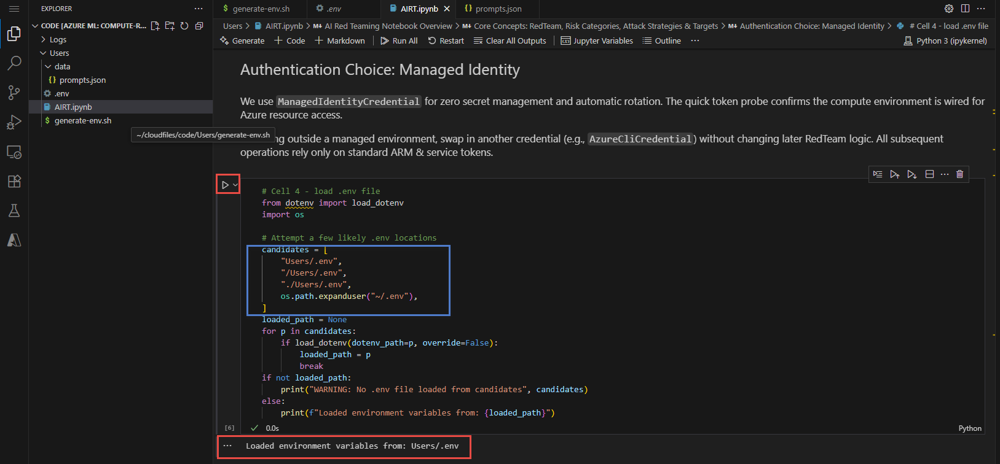 EXPLORER
CODE [AZURE ML: COMPUTE-R...
Logs
Users
data
{} prompts.json
.env
AIRT.ipynb
$ generate-env.sh
~/cloudfiles/code/Users/generate-env.sh
$ generate-env.sh
.env
AIRT.ipynb
{} prompts.json
Users > AIRT.ipynb > M↓ AI Red Teaming Notebook Overview > M↓ Core Concepts: RedTeam, Risk Categories, Attack Strategies & Targets > M↓ Authentication Choice: Managed Identity > # Cell 4 - load .env file
Generate + Code + Markdown | Run All Restart Clear All Outputs | Jupyter Variables Outline ...
Python 3 (ipykernel)
Authentication Choice: Managed Identity
We use ManagedIdentityCredential for zero secret management and automatic rotation. The quick token probe confirms the compute environment is wired for
Azure resource access.
ng outside a managed environment, swap in another credential (e.g., AzureCliCredential) without changing later RedTeam logic. All subsequent
operations rely only on standard ARM & service tokens.
# Cell 4 - load .env file
from dotenv import load_dotenv
import os
# Attempt a few likely .env locations
candidates = [
"Users/.env",
"/Users/.env",
"./Users/.env",
os.path.expanduser("~/.env"),
]
loaded_path = None
for p in candidates:
if load_dotenv(dotenv_path=p, override=False):
loaded_path = p
break
if not loaded_path:
print("WARNING: No .env file loaded from candidates", candidates)
else:
print(f"Loaded environment variables from: {loaded_path}")
[6] ✓ 0.0s
Python
... Loaded environment variables from: Users/.env